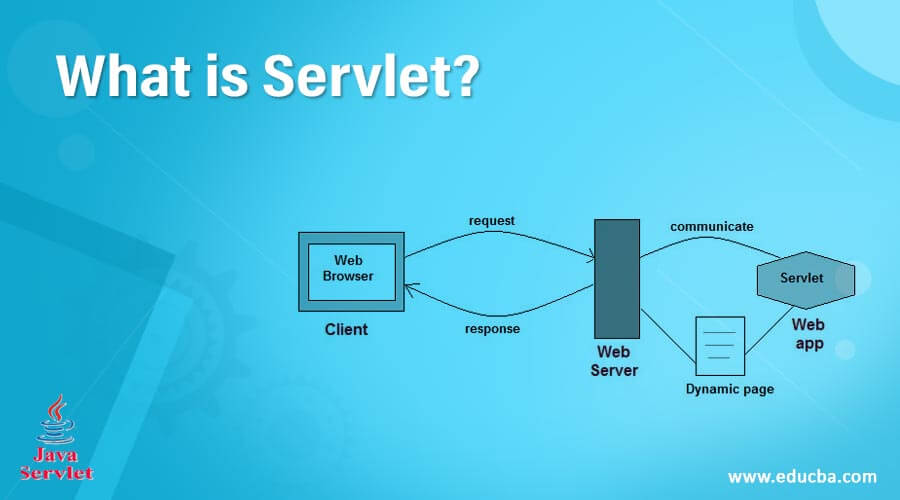 What is Servlet?
request
communicate
Web
Browser
Servlet
Client
response
Web
Server
Web
app
Dynamic page
Java
Servlet
www.educba.com